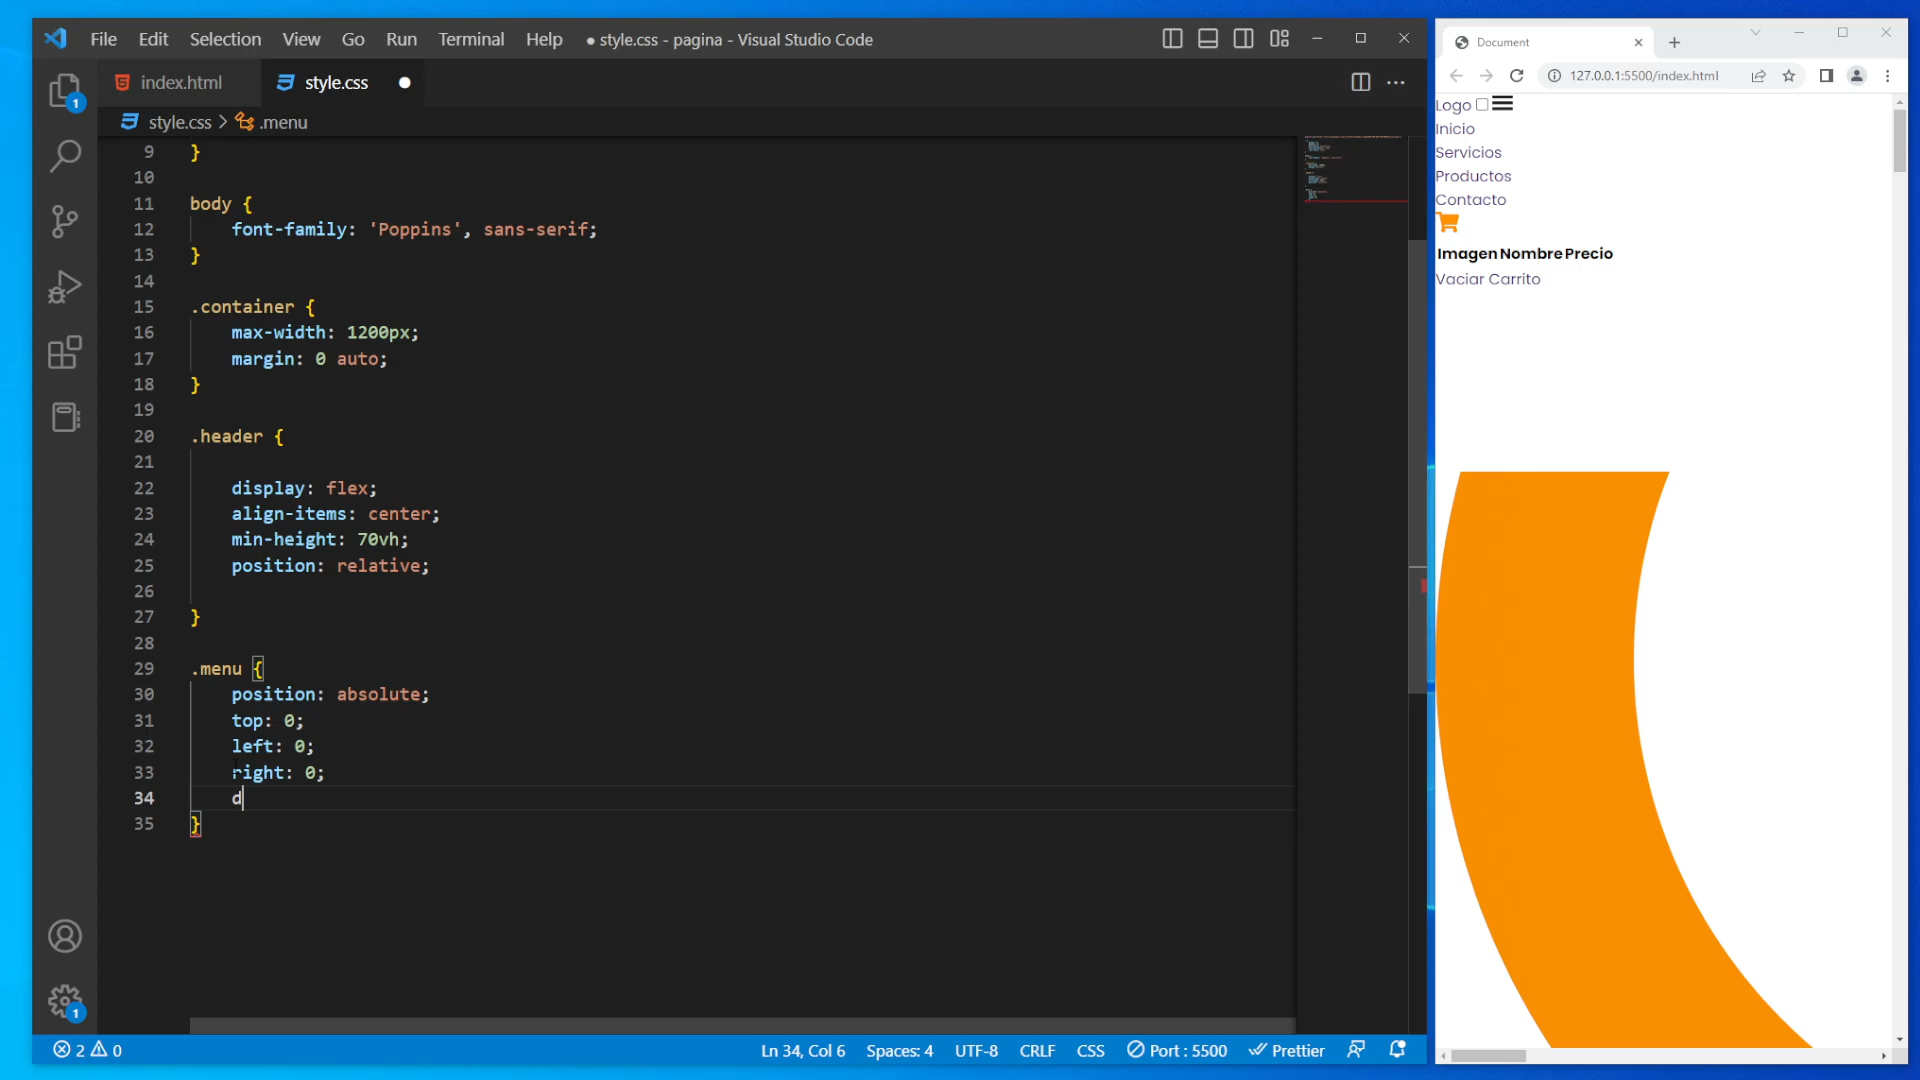 File Edit Selection View Go Run Terminal Help ● style.css - pagina - Visual Studio Code
index.html style.css ●
style.css > .menu
9 }
10
11 body {
12 font-family: 'Poppins', sans-serif;
13 }
14
15 .container {
16 max-width: 1200px;
17 margin: 0 auto;
18 }
19
20 .header {
21
22 display: flex;
23 align-items: center;
24 min-height: 70vh;
25 position: relative;
26
27 }
28
29 .menu {
30 position: absolute;
31 top: 0;
32 left: 0;
33 right: 0;
34 d
35 }
1
1
2 0 Ln 34, Col 6 Spaces: 4 UTF-8 CRLF CSS Port : 5500 Prettier
Document
127.0.0.1:5500/index.html
Logo
Inicio
Servicios
Productos
Contacto
Imagen Nombre Precio
Vaciar Carrito